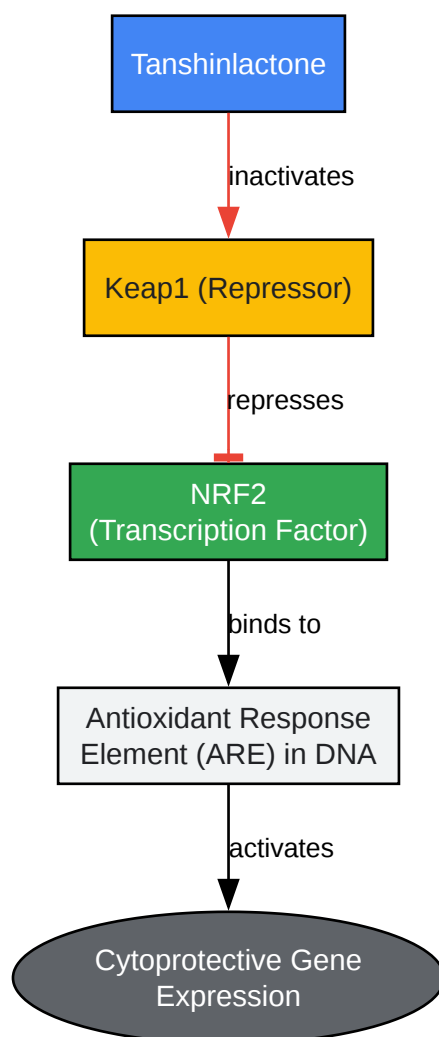 Tanshinlactone
inactivates
Keap1 (Repressor)
represses
NRF2
(Transcription Factor)
binds to
Antioxidant Response
Element (ARE) in DNA
activates
Cytoprotective Gene
Expression